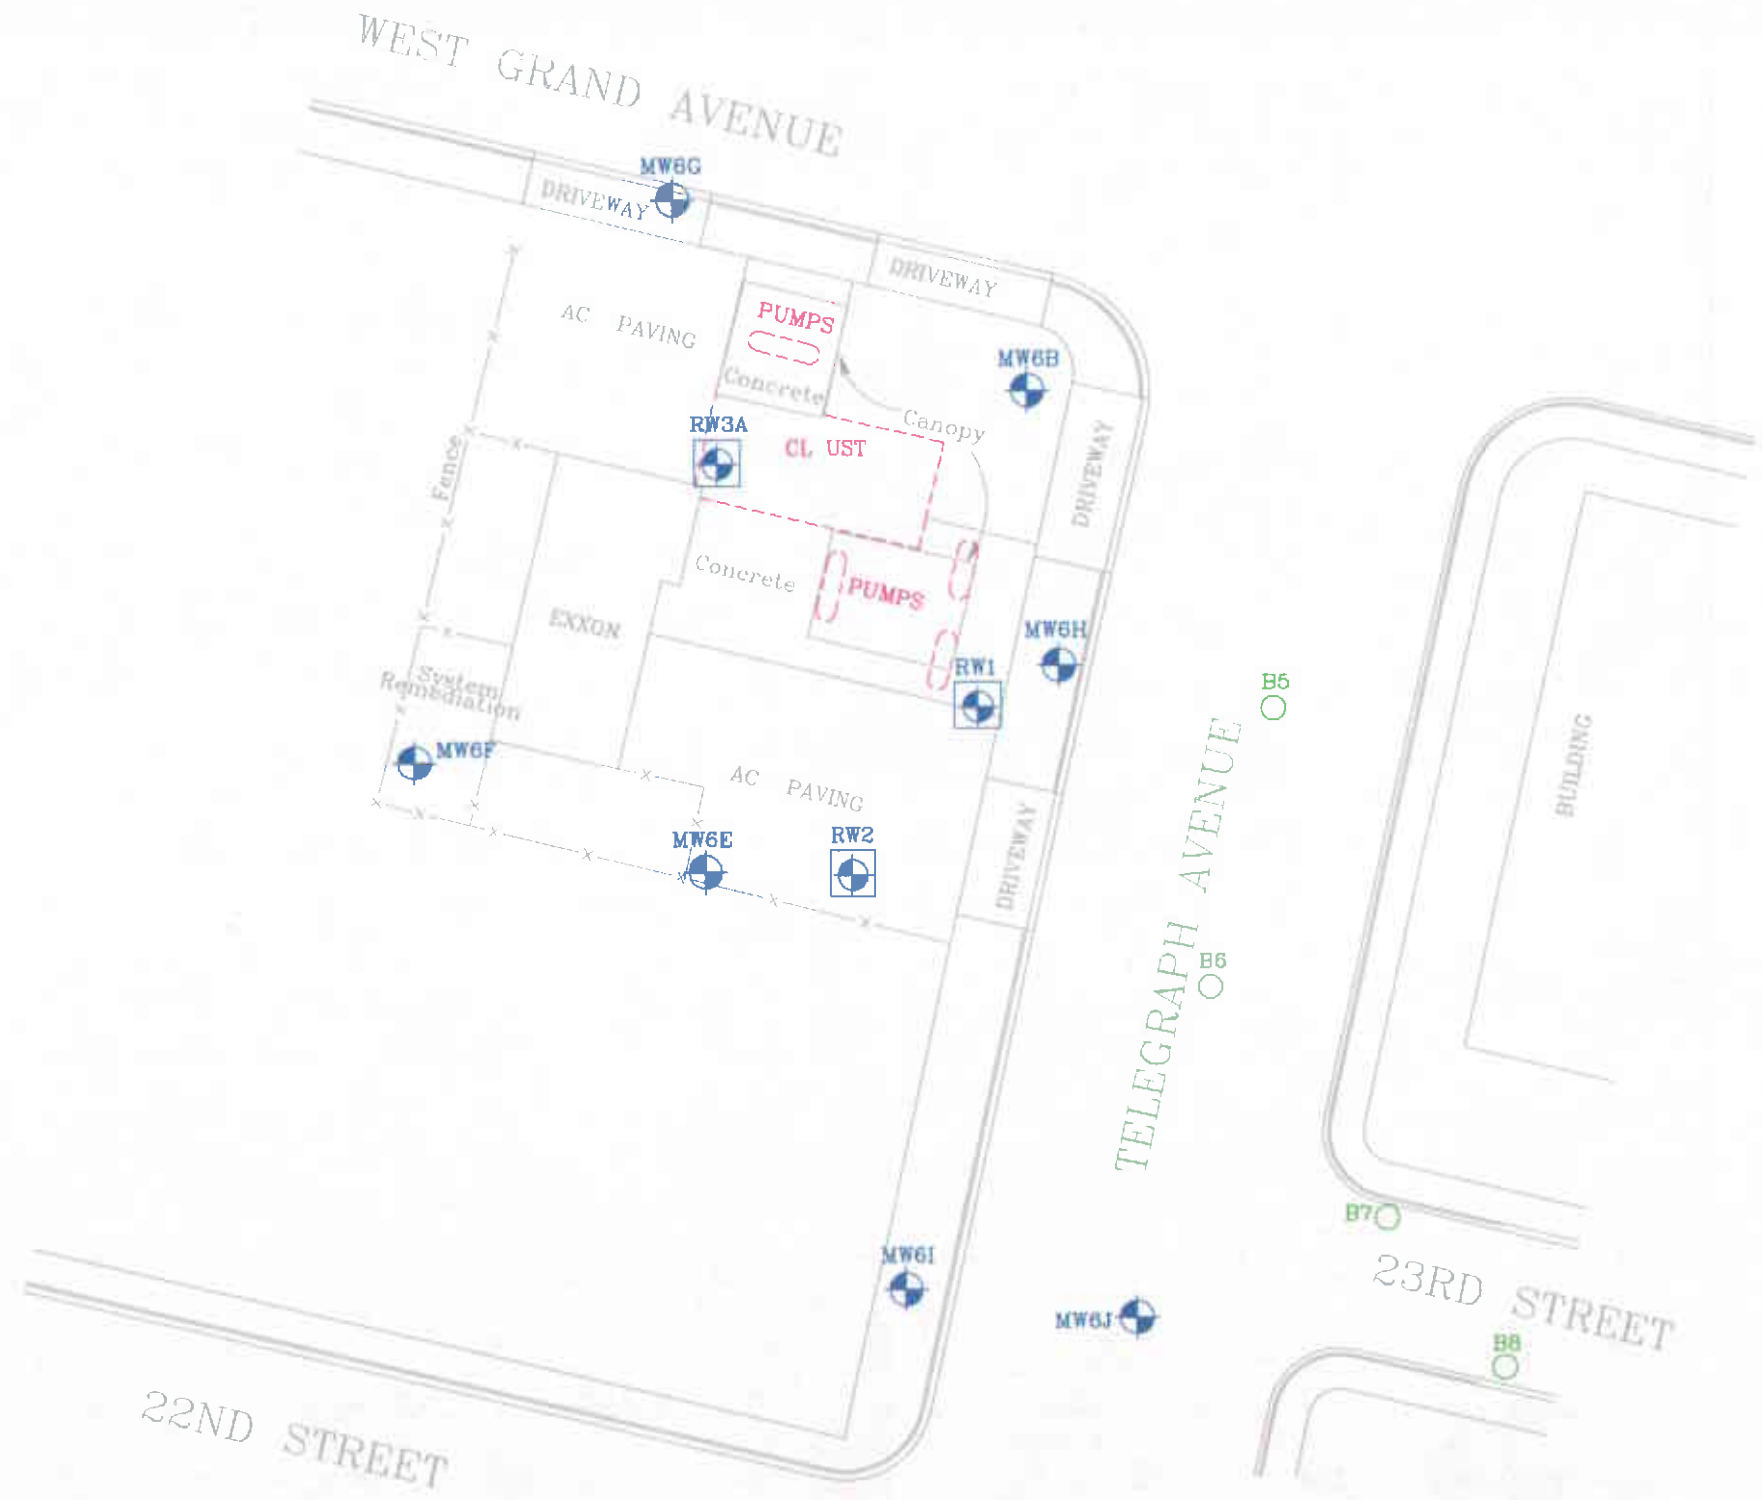 WEST GRAND AVENUE
MW6G
DRIVEWAY
DRIVEWAY
AC PAVING
PUMPS
MW6B
Concrete
Canopy
RW3A
CL UST
DRIVEWAY
Fence
Concrete
PUMPS
EXXON
MW6H
RW1
B5
System
Remediation
MW6F
AC PAVING
BUILDING
MW6E
RW2
DRIVEWAY
TELEGRAPH AVENUE
B6
B7
MW6I
23RD STREET
MW6J
B8
22ND STREET